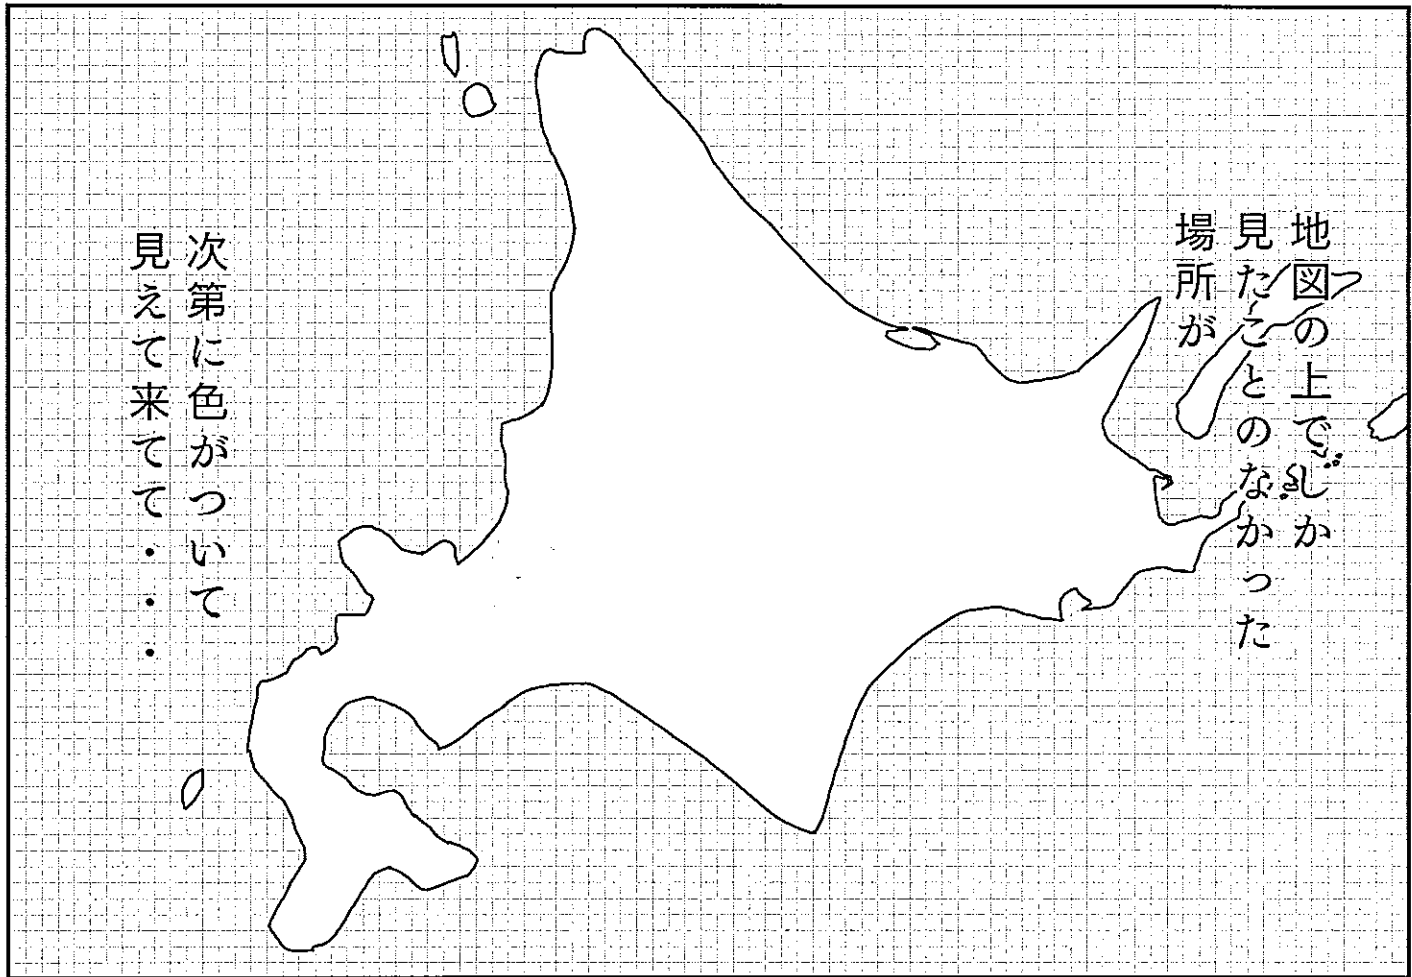 地図の上でしか
見たことのなかった
場所が
次第に色がついて
見えて来てて・・・